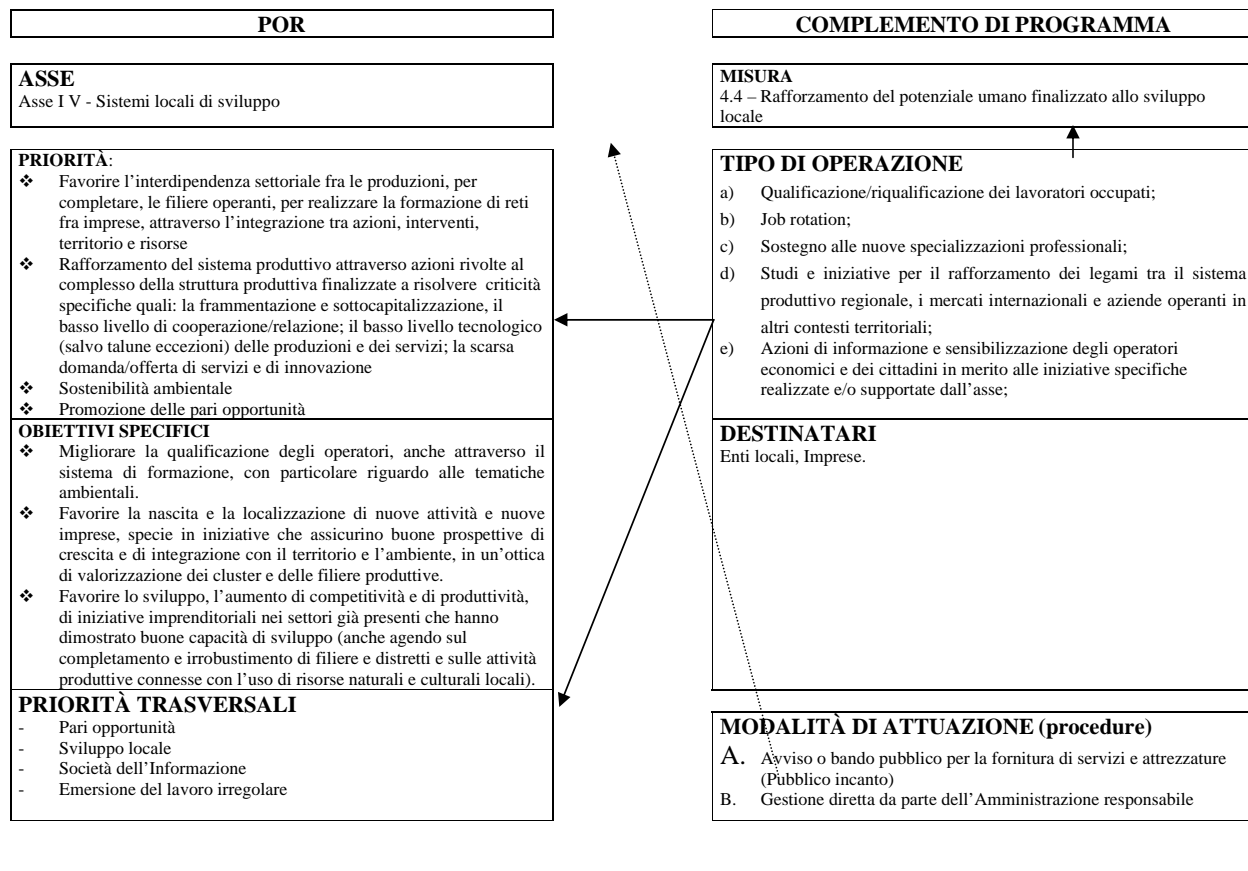 POR
ASSE
Asse I V - Sistemi locali di sviluppo
PRIORITÀ:
❖ Favorire l’interdipendenza settoriale fra le produzioni, per
completare, le filiere operanti, per realizzare la formazione di reti
fra imprese, attraverso l’integrazione tra azioni, interventi,
territorio e risorse
❖ Rafforzamento del sistema produttivo attraverso azioni rivolte al
complesso della struttura produttiva finalizzate a risolvere criticità
specifiche quali: la frammentazione e sottocapitalizzazione, il
basso livello di cooperazione/relazione; il basso livello tecnologico
(salvo talune eccezioni) delle produzioni e dei servizi; la scarsa
domanda/offerta di servizi e di innovazione
❖ Sostenibilità ambientale
❖ Promozione delle pari opportunità
OBIETTIVI SPECIFICI
❖ Migliorare la qualificazione degli operatori, anche attraverso il
sistema di formazione, con particolare riguardo alle tematiche
ambientali.
❖ Favorire la nascita e la localizzazione di nuove attività e nuove
imprese, specie in iniziative che assicurino buone prospettive di
crescita e di integrazione con il territorio e l’ambiente, in un’ottica
di valorizzazione dei cluster e delle filiere produttive.
❖ Favorire lo sviluppo, l’aumento di competitività e di produttività,
di iniziative imprenditoriali nei settori già presenti che hanno
dimostrato buone capacità di sviluppo (anche agendo sul
completamento e irrobustimento di filiere e distretti e sulle attività
produttive connesse con l’uso di risorse naturali e culturali locali).
PRIORITÀ TRASVERSALI
- Pari opportunità
- Sviluppo locale
- Società dell’Informazione
- Emersione del lavoro irregolare
COMPLEMENTO DI PROGRAMMA
MISURA
4.4 – Rafforzamento del potenziale umano finalizzato allo sviluppo
locale
TIPO DI OPERAZIONE
a) Qualificazione/riqualificazione dei lavoratori occupati;
b) Job rotation;
c) Sostegno alle nuove specializzazioni professionali;
d) Studi e iniziative per il rafforzamento dei legami tra il sistema
produttivo regionale, i mercati internazionali e aziende operanti in
altri contesti territoriali;
e) Azioni di informazione e sensibilizzazione degli operatori
economici e dei cittadini in merito alle iniziative specifiche
realizzate e/o supportate dall’asse;
DESTINATARI
Enti locali, Imprese.
MODALITÀ DI ATTUAZIONE (procedure)
A. Avviso o bando pubblico per la fornitura di servizi e attrezzature
(Pubblico incanto)
B. Gestione diretta da parte dell’Amministrazione responsabile